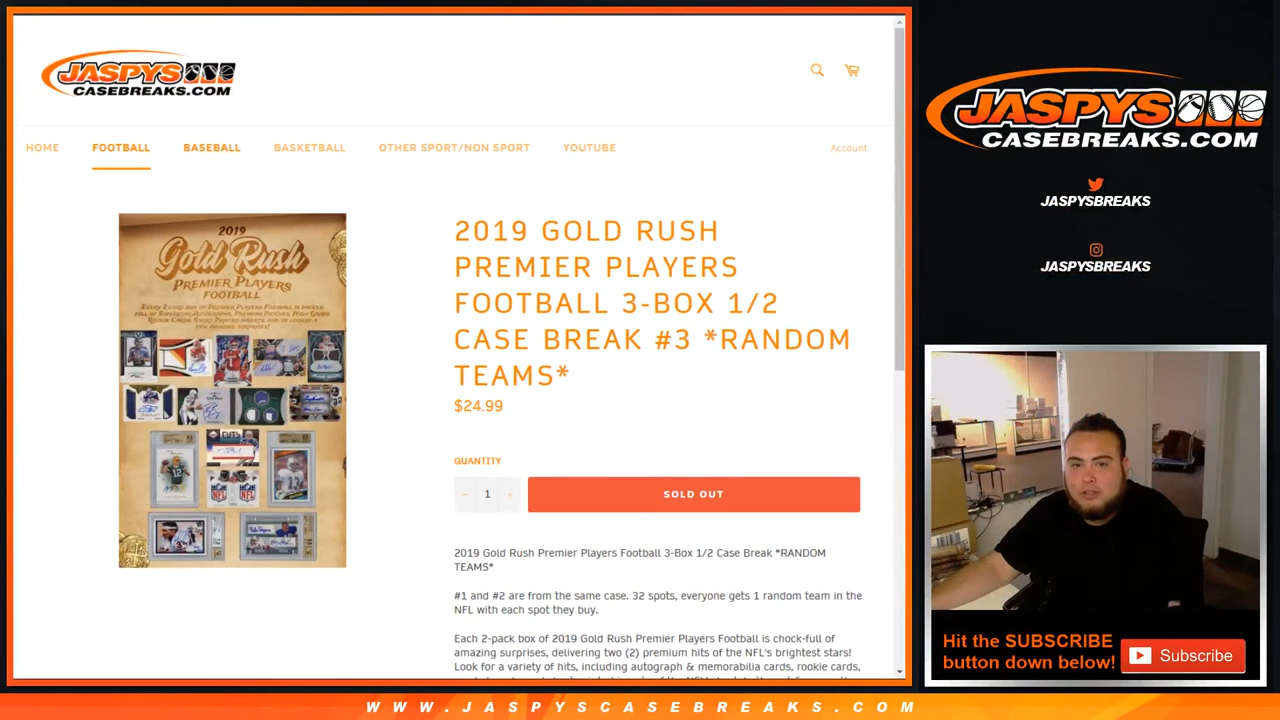 JASPYS
CASEBREAKS.COM
HOME
FOOTBALL
BASEBALL
BASKETBALL
OTHER SPORT/NON SPORT
YOUTUBE
Account
2019
Gold Rush
PREMIER PLAYERS
FOOTBALL
2019 GOLD RUSH
PREMIER PLAYERS
FOOTBALL 3-BOX 1/2
CASE BREAK #3 *RANDOM
TEAMS*
$24.99
QUANTITY
− 1 +
SOLD OUT
2019 Gold Rush Premier Players Football 3-Box 1/2 Case Break *RANDOM
TEAMS*
#1 and #2 are from the same case. 32 spots, everyone gets 1 random team in the
NFL with each spot they buy.
Each 2-pack box of 2019 Gold Rush Premier Players Football is chock-full of
amazing surprises, delivering two (2) premium hits of the NFL's brightest stars!
Look for a variety of hits, including autograph & memorabilia cards, rookie cards,
JASPYS
CASEBREAKS.COM
JASPYSBREAKS
JASPYSBREAKS
Hit the SUBSCRIBE
button down below!
Subscribe
WWW.JASPYSCASEBREAKS.COM